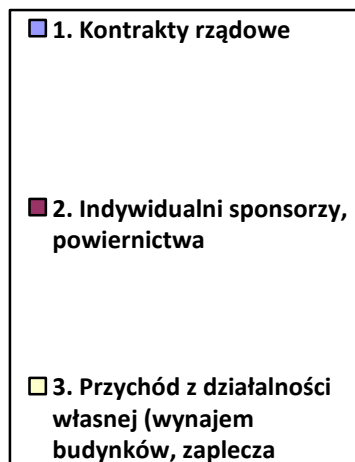 1. Kontrakty rządowe
2. Indywidualni sponsorzy,
powiernictwa
3. Przychód z działalności
własnej (wynajem
budynków, zaplecza